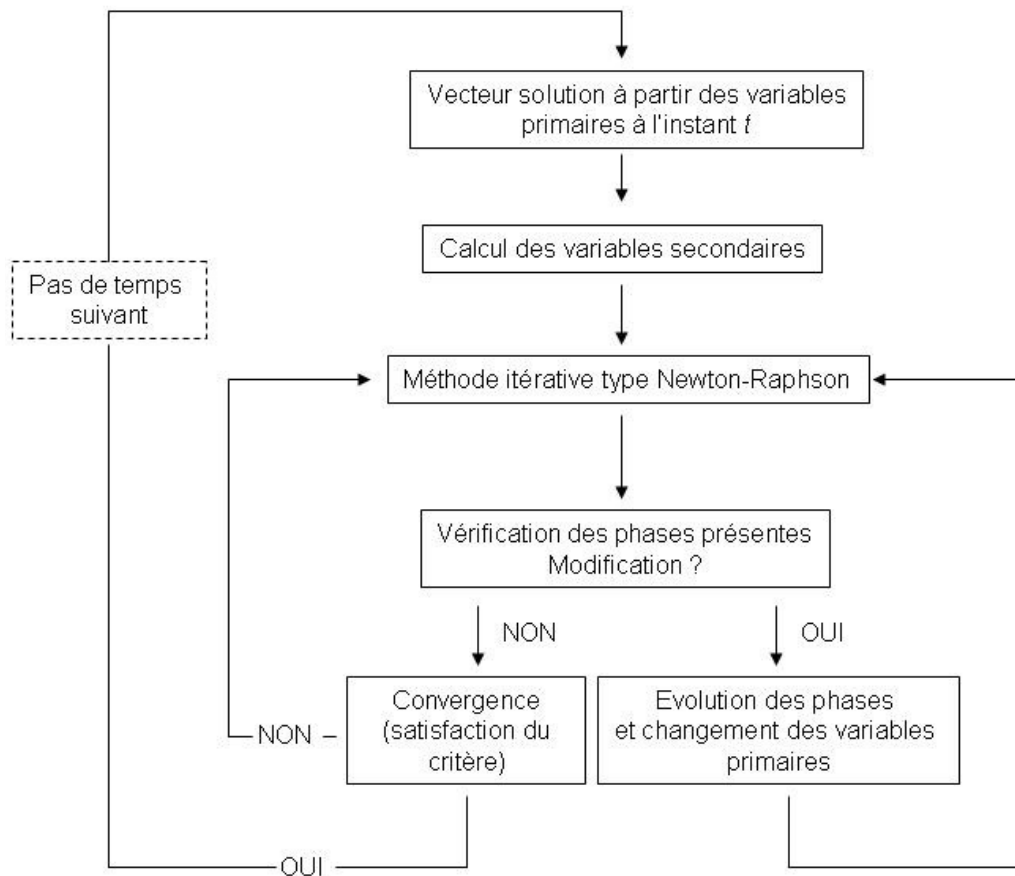 Vecteur solution à partir des variables
primaires à l'instant t
Calcul des variables secondaires
Pas de temps
suivant
Méthode itérative type Newton-Raphson
Vérification des phases présentes
Modification ?
NON
OUI
Convergence
(satisfaction du
critère)
Evolution des phases
et changement des variables
primaires
NON
OUI